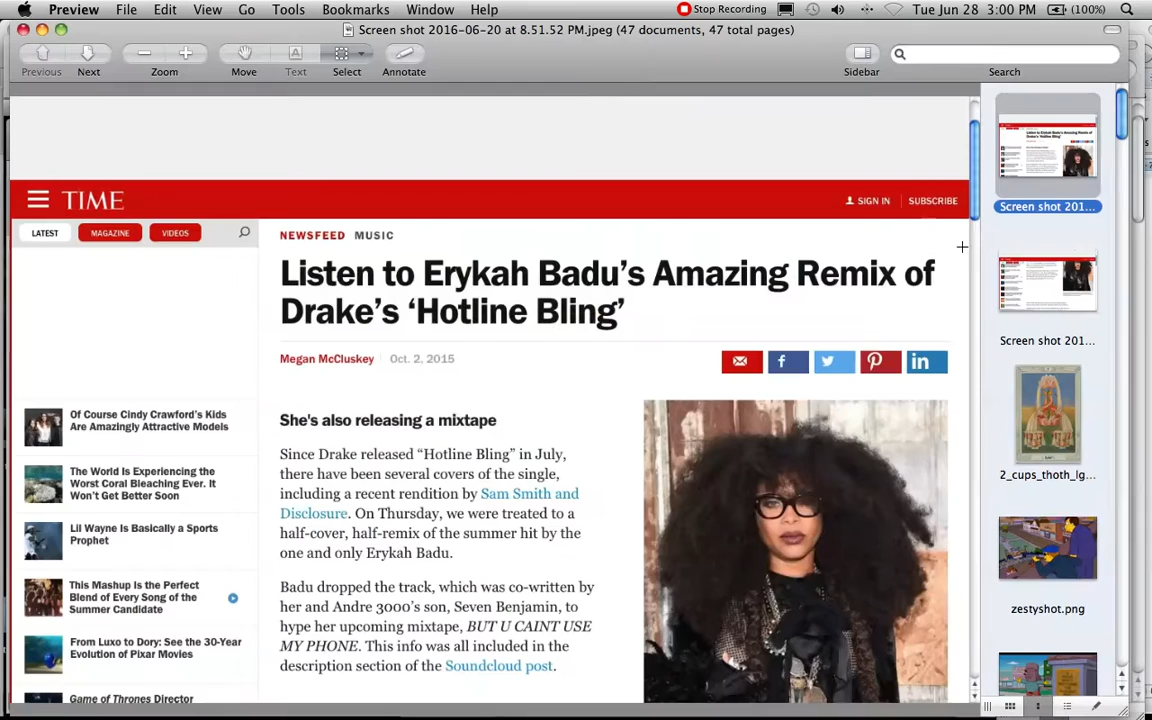 Preview File Edit View Go Tools Bookmarks Window Help Stop Recording Tue Jun 28 3:00 PM (100%)
Screen shot 2016-06-20 at 8.51.52 PM.jpeg (47 documents, 47 total pages)
Previous Next Zoom Move Text Select Annotate Sidebar Search
TIME SIGN IN SUBSCRIBE
LATEST MAGAZINE VIDEOS
NEWSFEED MUSIC
Listen to Erykah Badu's Amazing Remix of
Drake's 'Hotline Bling'
Megan McCluskey Oct. 2, 2015
She's also releasing a mixtape
Since Drake released "Hotline Bling" in July,
there have been several covers of the single,
including a recent rendition by Sam Smith and
Disclosure. On Thursday, we were treated to a
half-cover, half-remix of the summer hit by the
one and only Erykah Badu.
Badu dropped the track, which was co-written by
her and Andre 3000's son, Seven Benjamin, to
hype her upcoming mixtape, BUT U CAINT USE
MY PHONE. This info was all included in the
description section of the Soundcloud post.
Of Course Cindy Crawford's Kids
Are Amazingly Attractive Models
The World Is Experiencing the
Worst Coral Bleaching Ever. It
Won't Get Better Soon
Lil Wayne Is Basically a Sports
Prophet
This Mashup Is the Perfect
Blend of Every Song of the
Summer Candidate
From Luxo to Dory: See the 30-Year
Evolution of Pixar Movies
Game of Thrones Director
Screen shot 201...
Screen shot 201...
2_cups_thoth_lg...
zestyshot.png